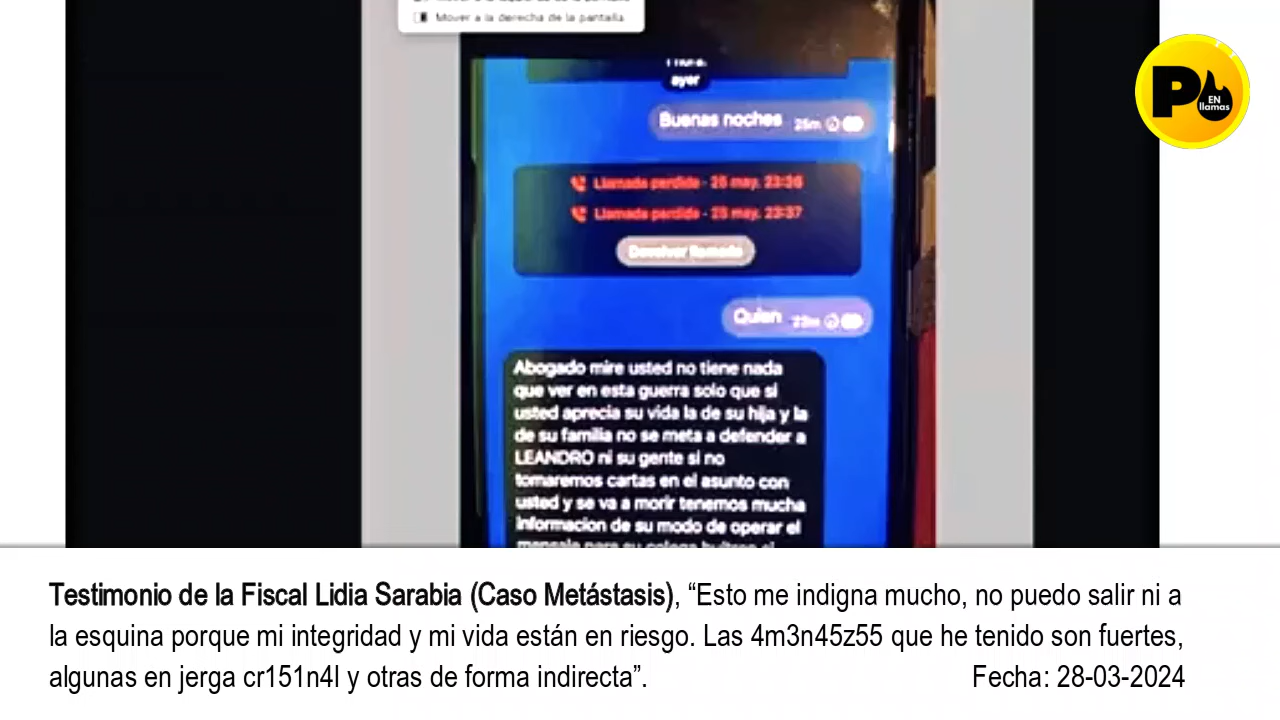 Mover a la derecha de la pantalla
1 hora.
ayer
Buenas noches 25m
Llamada perdida - 25 may. 23:36
Llamada perdida - 25 may. 23:37
Devolver llamada
Quien 23m
Abogado mire usted no tiene nada
que ver en esta guerra solo que si
usted aprecia su vida la de su hija y la
de su familia no se meta a defender a
LEANDRO ni su gente si no
tomaremos cartas en el asunto con
usted y se va a morir tenemos mucha
informacion de su modo de operar el
P EN
llamas
Testimonio de la Fiscal Lidia Sarabia (Caso Metástasis), “Esto me indigna mucho, no puedo salir ni a
la esquina porque mi integridad y mi vida están en riesgo. Las 4m3n45z55 que he tenido son fuertes,
algunas en jerga cr151n4l y otras de forma indirecta”. Fecha: 28-03-2024